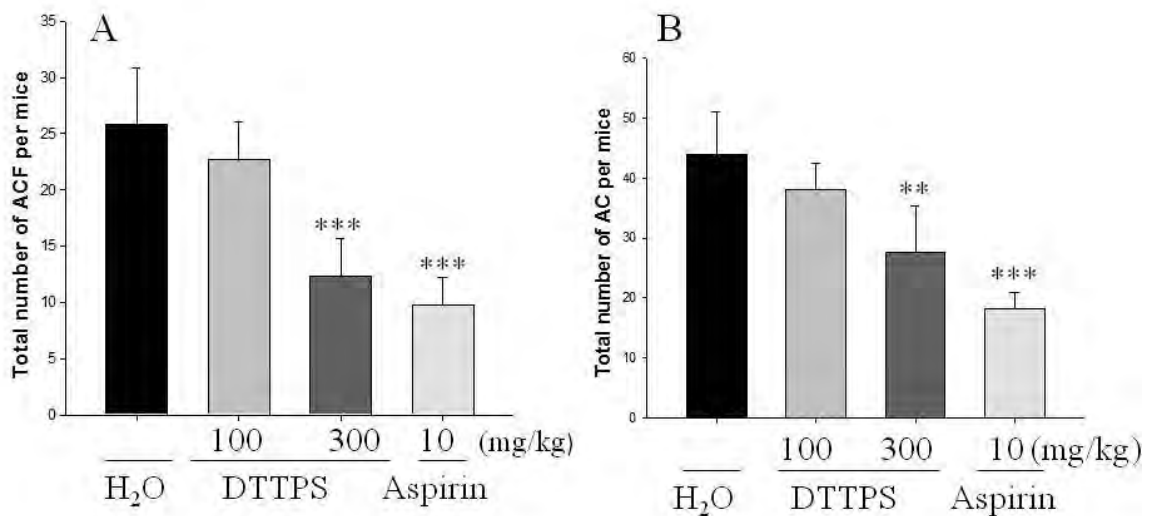 A
Total number of ACF per mice
35
30
25
20
15
10
5
0
***
***
100 300 10 (mg/kg)
H₂O DTTPS Aspirin
B
Total number of AC per mice
60
50
40
30
20
10
0
**
***
100 300 10 (mg/kg)
H₂O DTTPS Aspirin